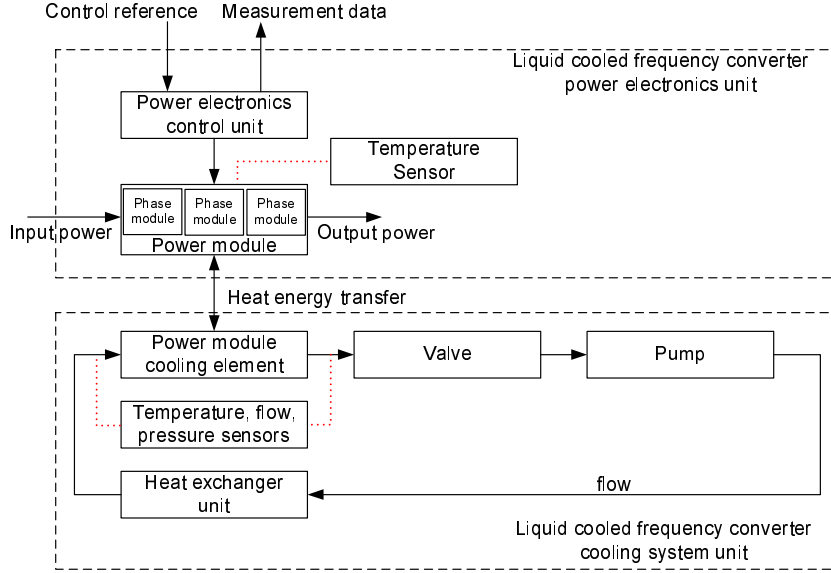 Control reference
Measurement data
Liquid cooled frequency converter
power electronics unit
Power electronics
control unit
Temperature
Sensor
Phase
module
Phase
module
Phase
module
Power module
Input power
Output power
Heat energy transfer
Power module
cooling element
Valve
Pump
Temperature, flow,
pressure sensors
Heat exchanger
unit
flow
Liquid cooled frequency converter
cooling system unit